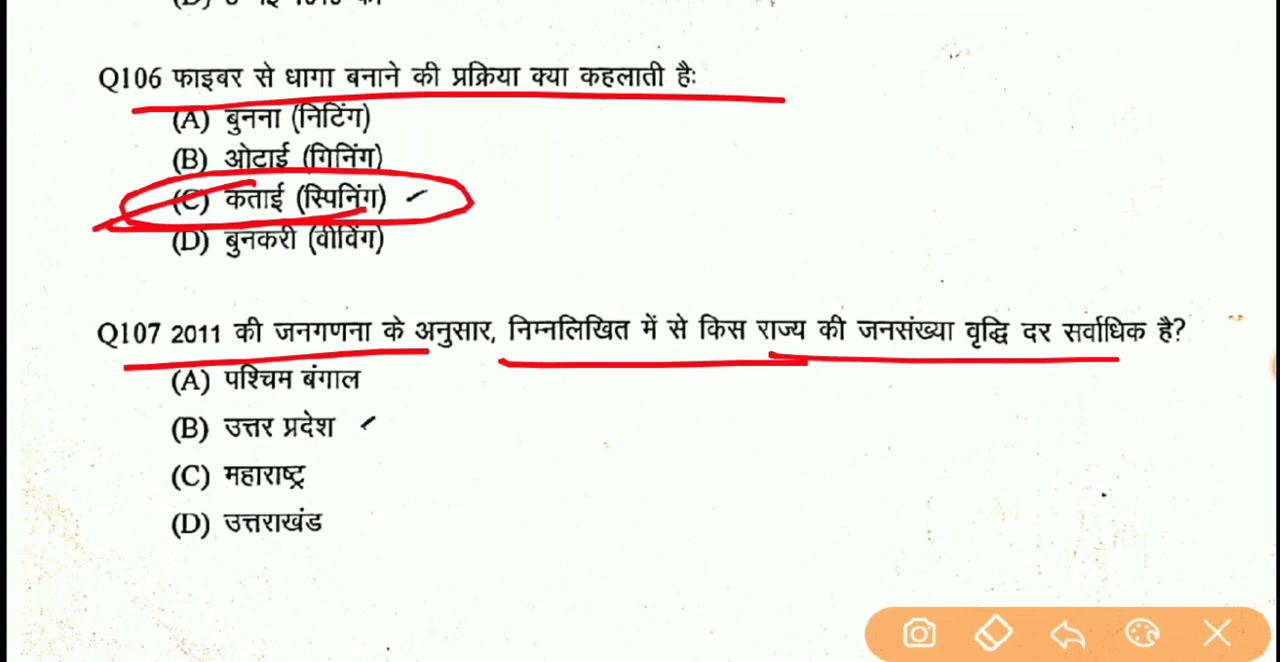 Q106 फाइबर से धागा बनाने की प्रक्रिया क्या कहलाती हैः
(A) बुनना (निटिंग)
(B) ओटाई (गिनिंग)
(C) कताई (स्पिनिंग)
(D) बुनकरी (वीविंग)
Q107 2011 की जनगणना के अनुसार, निम्नलिखित में से किस राज्य की जनसंख्या वृद्धि दर सर्वाधिक है?
(A) पश्चिम बंगाल
(B) उत्तर प्रदेश
(C) महाराष्ट्र
(D) उत्तराखंड